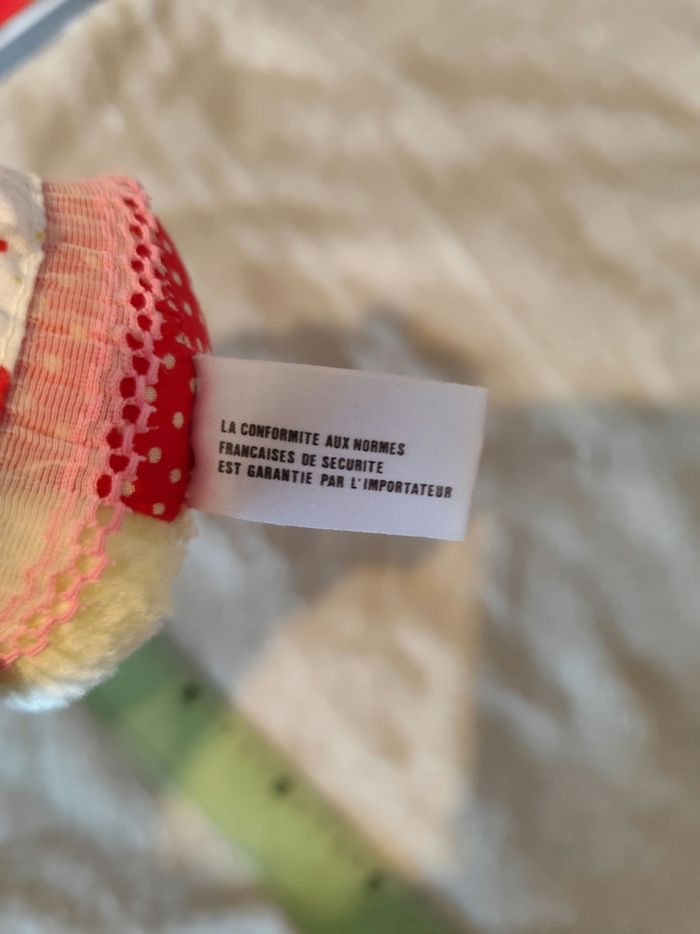 LA CONFORMITE AUX NORMES
FRANCAISES DE SECURITE
EST GARANTIE PAR L'IMPORTATEUR